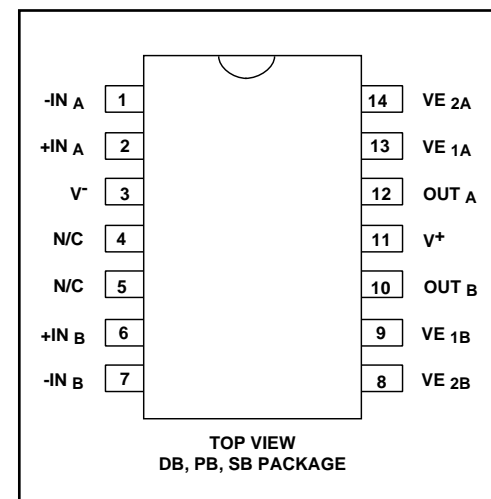 -IN A 1 14 VE 2A
+IN A 2 13 VE 1A
V- 3 12 OUT A
N/C 4 11 V+
N/C 5 10 OUT B
+IN B 6 9 VE 1B
-IN B 7 8 VE 2B
TOP VIEW
DB, PB, SB PACKAGE